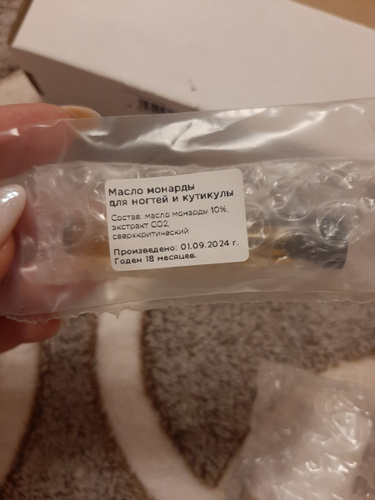 Масло монарды
для ногтей и кутикулы
Состав: масло монарды 10%,
экстракт СО2,
сверхкритический
Произведено: 01.09.2024 г.
Годен 18 месяцев.